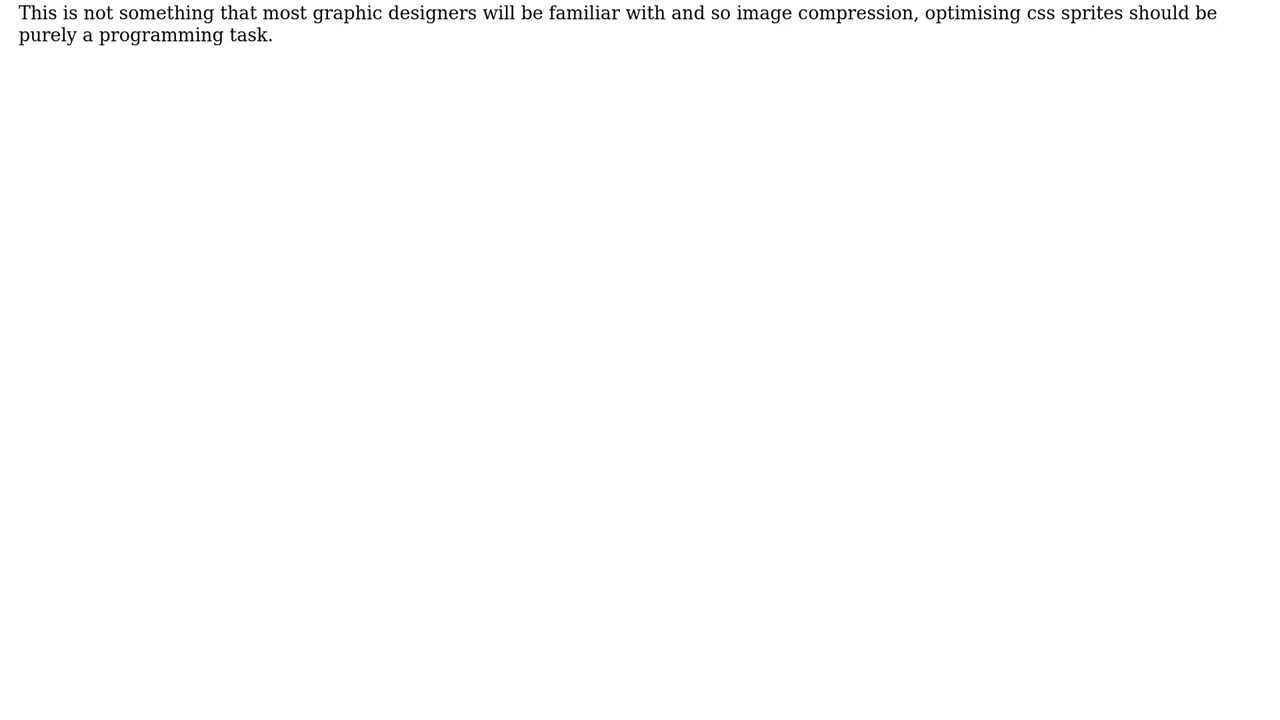 This is not something that most graphic designers will be familiar with and so image compression, optimising css sprites should be
purely a programming task.